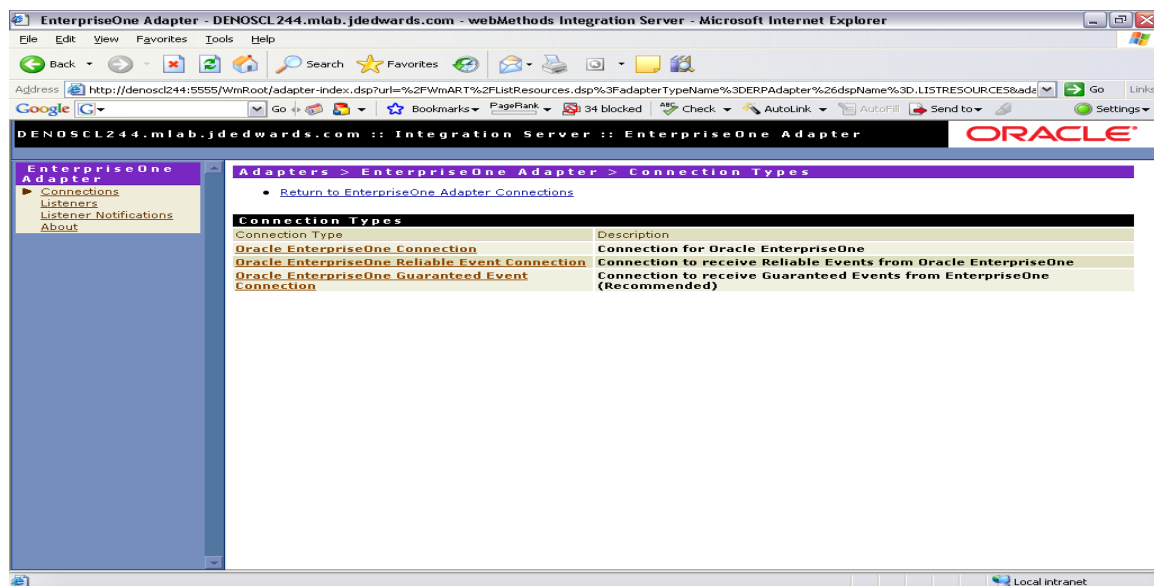 EnterpriseOne Adapter - DENOSCL244.mlab.jdedwards.com - webMethods Integration Server - Microsoft Internet Explorer
File Edit View Favorites Tools Help
Back Search Favorites
Address http://denoscl244:5555/WmRoot/adapter-index.dsp?url=%2FWmART%2FListResources.dsp%3FadapterTypeName%3DERPAdapter%26dspName%3D.LISTRESOURCES&ada Go Links
Google G Go Bookmarks PageRank 34 blocked ABC Check AutoLink AutoFill Send to Settings
DENOSCL244.mlab.jdedwards.com :: Integration Server :: EnterpriseOne Adapter ORACLE
EnterpriseOne Adapter
Connections
Listeners
Listener Notifications
About
Adapters > EnterpriseOne Adapter > Connection Types
Return to EnterpriseOne Adapter Connections
Connection Types
Connection Type Description
Oracle EnterpriseOne Connection Connection for Oracle EnterpriseOne
Oracle EnterpriseOne Reliable Event Connection Connection to receive Reliable Events from Oracle EnterpriseOne
Oracle EnterpriseOne Guaranteed Event Connection Connection to receive Guaranteed Events from EnterpriseOne (Recommended)
Local intranet